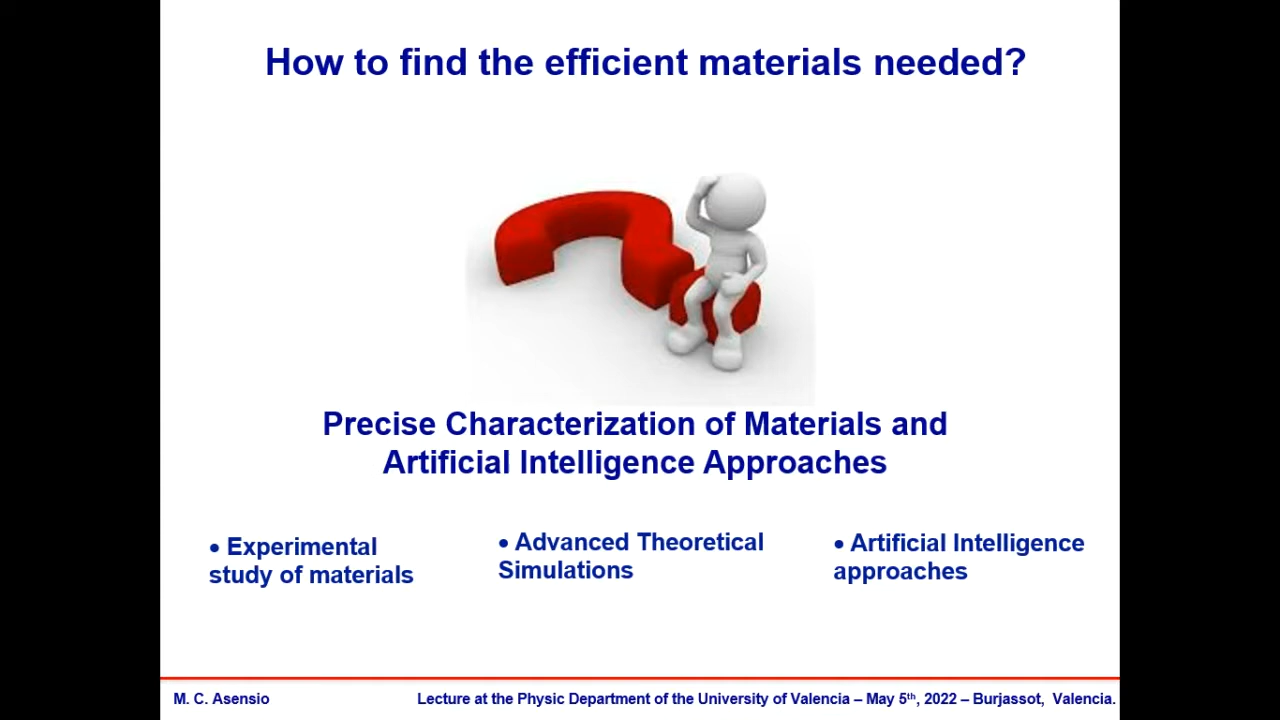 How to find the efficient materials needed?
Precise Characterization of Materials and
Artificial Intelligence Approaches
• Experimental
study of materials
• Advanced Theoretical
Simulations
• Artificial Intelligence
approaches
M. C. Asensio
Lecture at the Physic Department of the University of Valencia – May 5th, 2022 – Burjassot, Valencia.